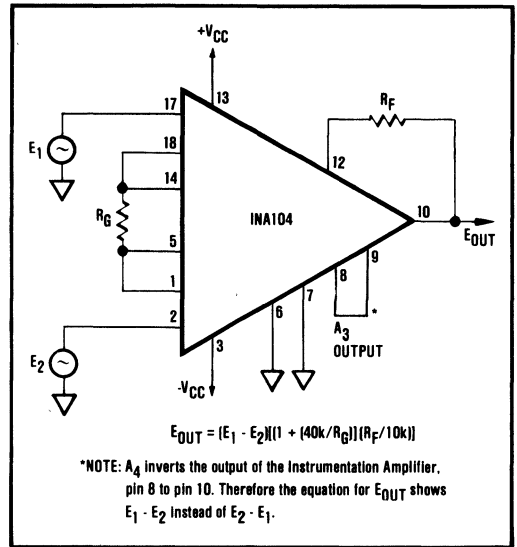 +VCC
13
17
E1
18
14
RG
5
1
2
E2
INA104
RF
12
10
EOUT
9
8
*
A3
OUTPUT
7
6
3
-VCC
EOUT = (E1 - E2)[(1 + (40k/RG)](RF/10k)]
*NOTE: A4 inverts the output of the Instrumentation Amplifier,
pin 8 to pin 10. Therefore the equation for EOUT shows
E1 - E2 instead of E2 - E1.